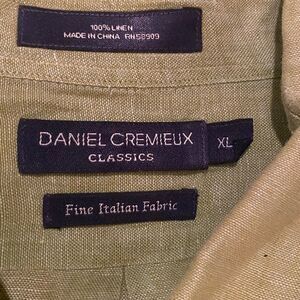 100% LINEN
MADE IN CHINA RN58909
DANIEL CREMIEUX
CLASSICS
XL
Fine Italian Fabric